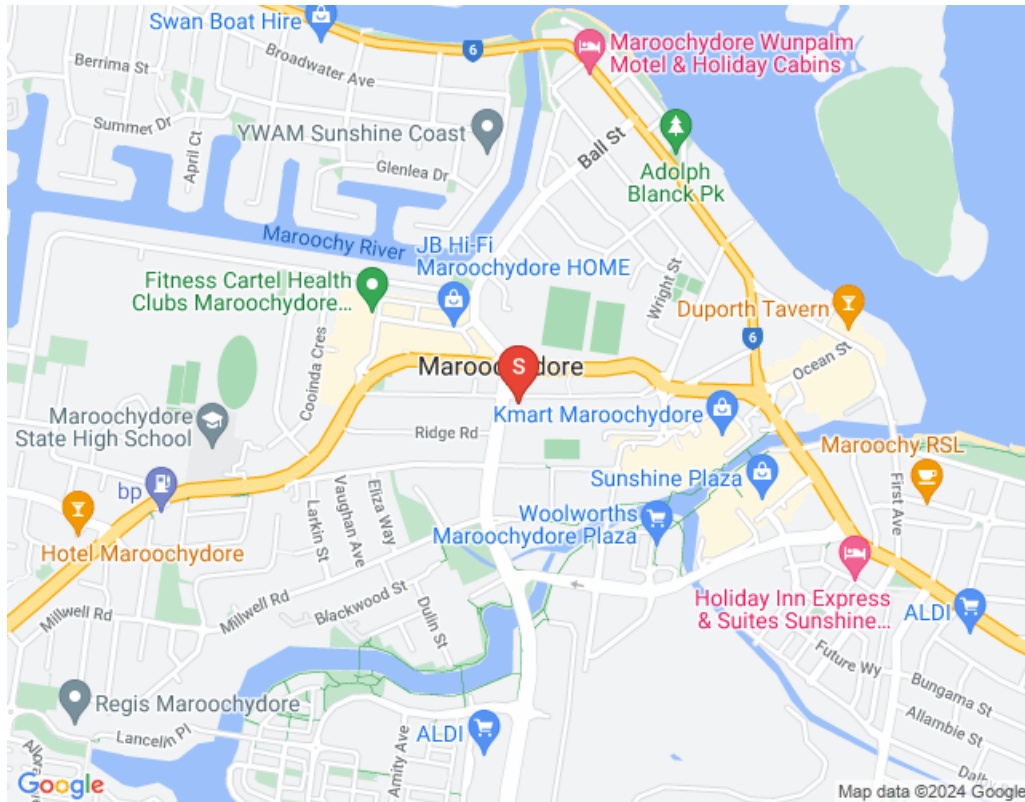 Swan Boat Hire
6
Maroochydore Wunpalm
Motel & Holiday Cabins
Broadwater Ave
Berrima St
Summer Dr
April Ct
YWAM Sunshine Coast
Glenlea Dr
Ball St
Adolph
Blanck Pk
Maroochy River
JB Hi-Fi
Maroochydore HOME
Fitness Cartel Health
Clubs Maroochydore...
Wright St
Duporth Tavern
6
Ocean St
Cooinda Cres
S
Kmart Maroochydore
Maroochydore
State High School
Ridge Rd
Maroochy RSL
Sunshine Plaza
bp
Vaughan Ave
Eliza Way
Larkin St
First Ave
Woolworths
Maroochydore Plaza
Hotel Maroochydore
Holiday Inn Express
& Suites Sunshine...
ALDI
Millwell Rd
Millwell Rd
Blackwood St
Dulin St
Future Wy
Bungama St
Allambie St
Regis Maroochydore
Lancelin Pl
ALDI
Amity Ave
Google
Map data ©2024 Google